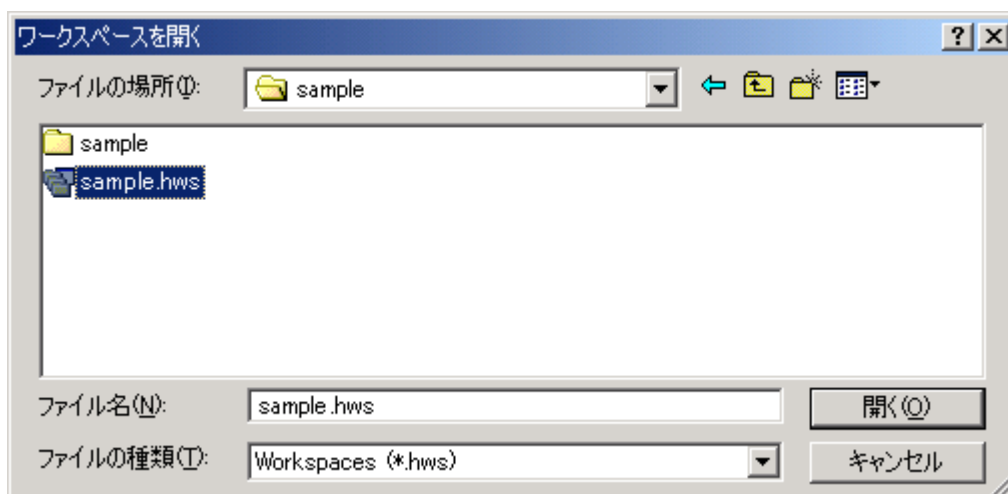 ワークスペースを開く
ファイルの場所(I): sample
sample
sample.hws
ファイル名(N): sample.hws 開く(O)
ファイルの種類(T): Workspaces (*.hws) キャンセル